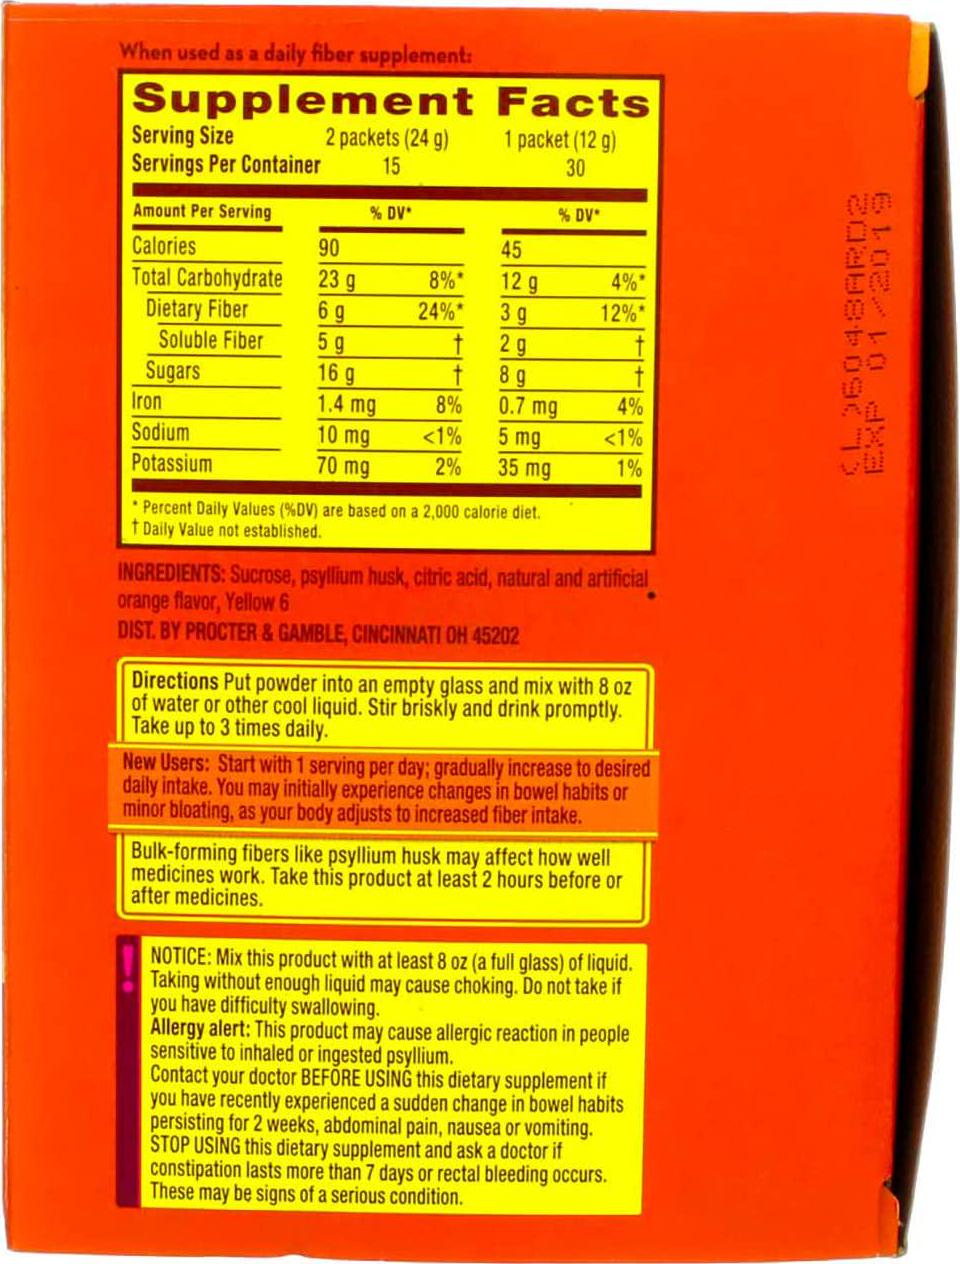 When used as a daily fiber supplement:
Supplement Facts
Serving Size 2 packets (24 g) 1 packet (12 g)
Servings Per Container 15 30
Amount Per Serving % DV* % DV*
Calories 90 45
Total Carbohydrate 23 g 8%* 12 g 4%*
Dietary Fiber 6 g 24%* 3 g 12%*
Soluble Fiber 5 g † 2 g †
Sugars 16 g † 8 g †
Iron 1.4 mg 8% 0.7 mg 4%
Sodium 10 mg <1% 5 mg <1%
Potassium 70 mg 2% 35 mg 1%
* Percent Daily Values (%DV) are based on a 2,000 calorie diet.
† Daily Value not established.
INGREDIENTS: Sucrose, psyllium husk, citric acid, natural and artificial
orange flavor, Yellow 6
DIST. BY PROCTER & GAMBLE, CINCINNATI OH 45202
Directions Put powder into an empty glass and mix with 8 oz
of water or other cool liquid. Stir briskly and drink promptly.
Take up to 3 times daily.
New Users: Start with 1 serving per day; gradually increase to desired
daily intake. You may initially experience changes in bowel habits or
minor bloating, as your body adjusts to increased fiber intake.
Bulk-forming fibers like psyllium husk may affect how well
medicines work. Take this product at least 2 hours before or
after medicines.
!
NOTICE: Mix this product with at least 8 oz (a full glass) of liquid.
Taking without enough liquid may cause choking. Do not take if
you have difficulty swallowing.
Allergy alert: This product may cause allergic reaction in people
sensitive to inhaled or ingested psyllium.
Contact your doctor BEFORE USING this dietary supplement if
you have recently experienced a sudden change in bowel habits
persisting for 2 weeks, abdominal pain, nausea or vomiting.
STOP USING this dietary supplement and ask a doctor if
constipation lasts more than 7 days or rectal bleeding occurs.
These may be signs of a serious condition.
EXP 01/2019